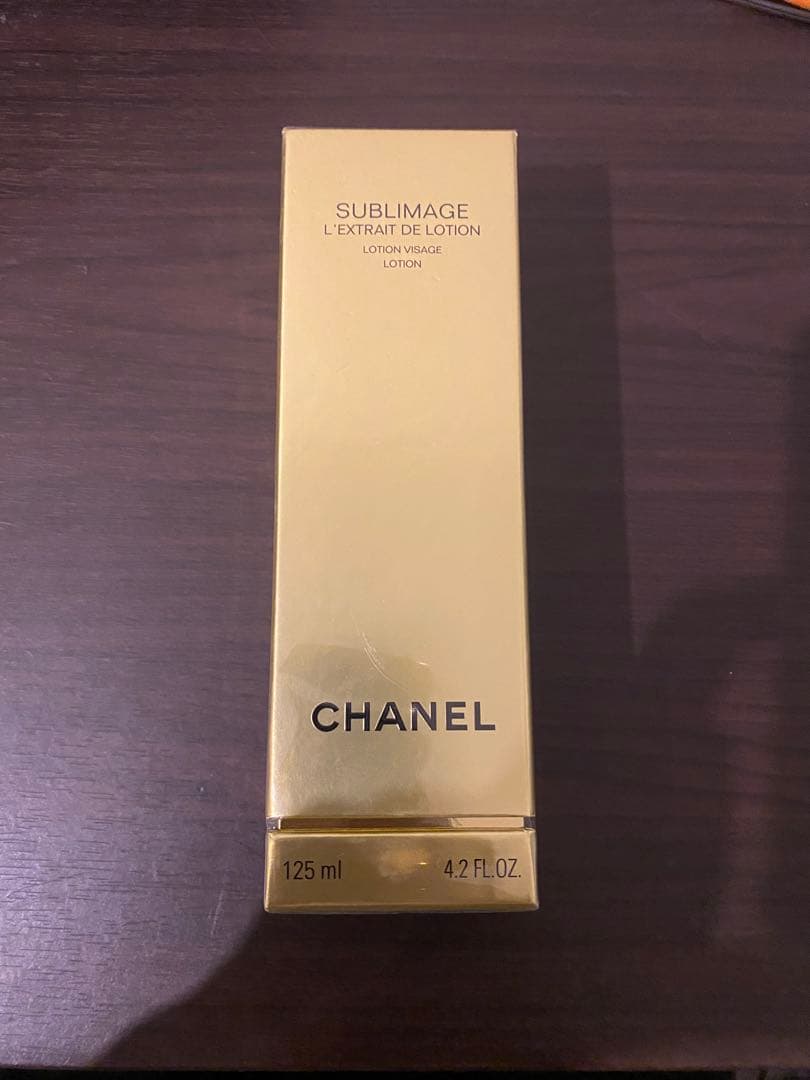 SUBLIMAGE
L'EXTRAIT DE LOTION
LOTION VISAGE
LOTION
CHANEL
125 ml 4.2 FL.OZ.